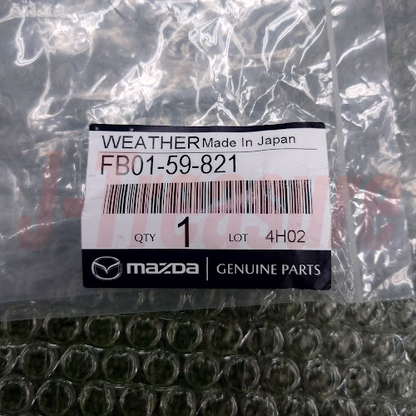 WEATHER Made In Japan
FB01-59-821
QTY 1 LOT 4H02
mazda GENUINE PARTS